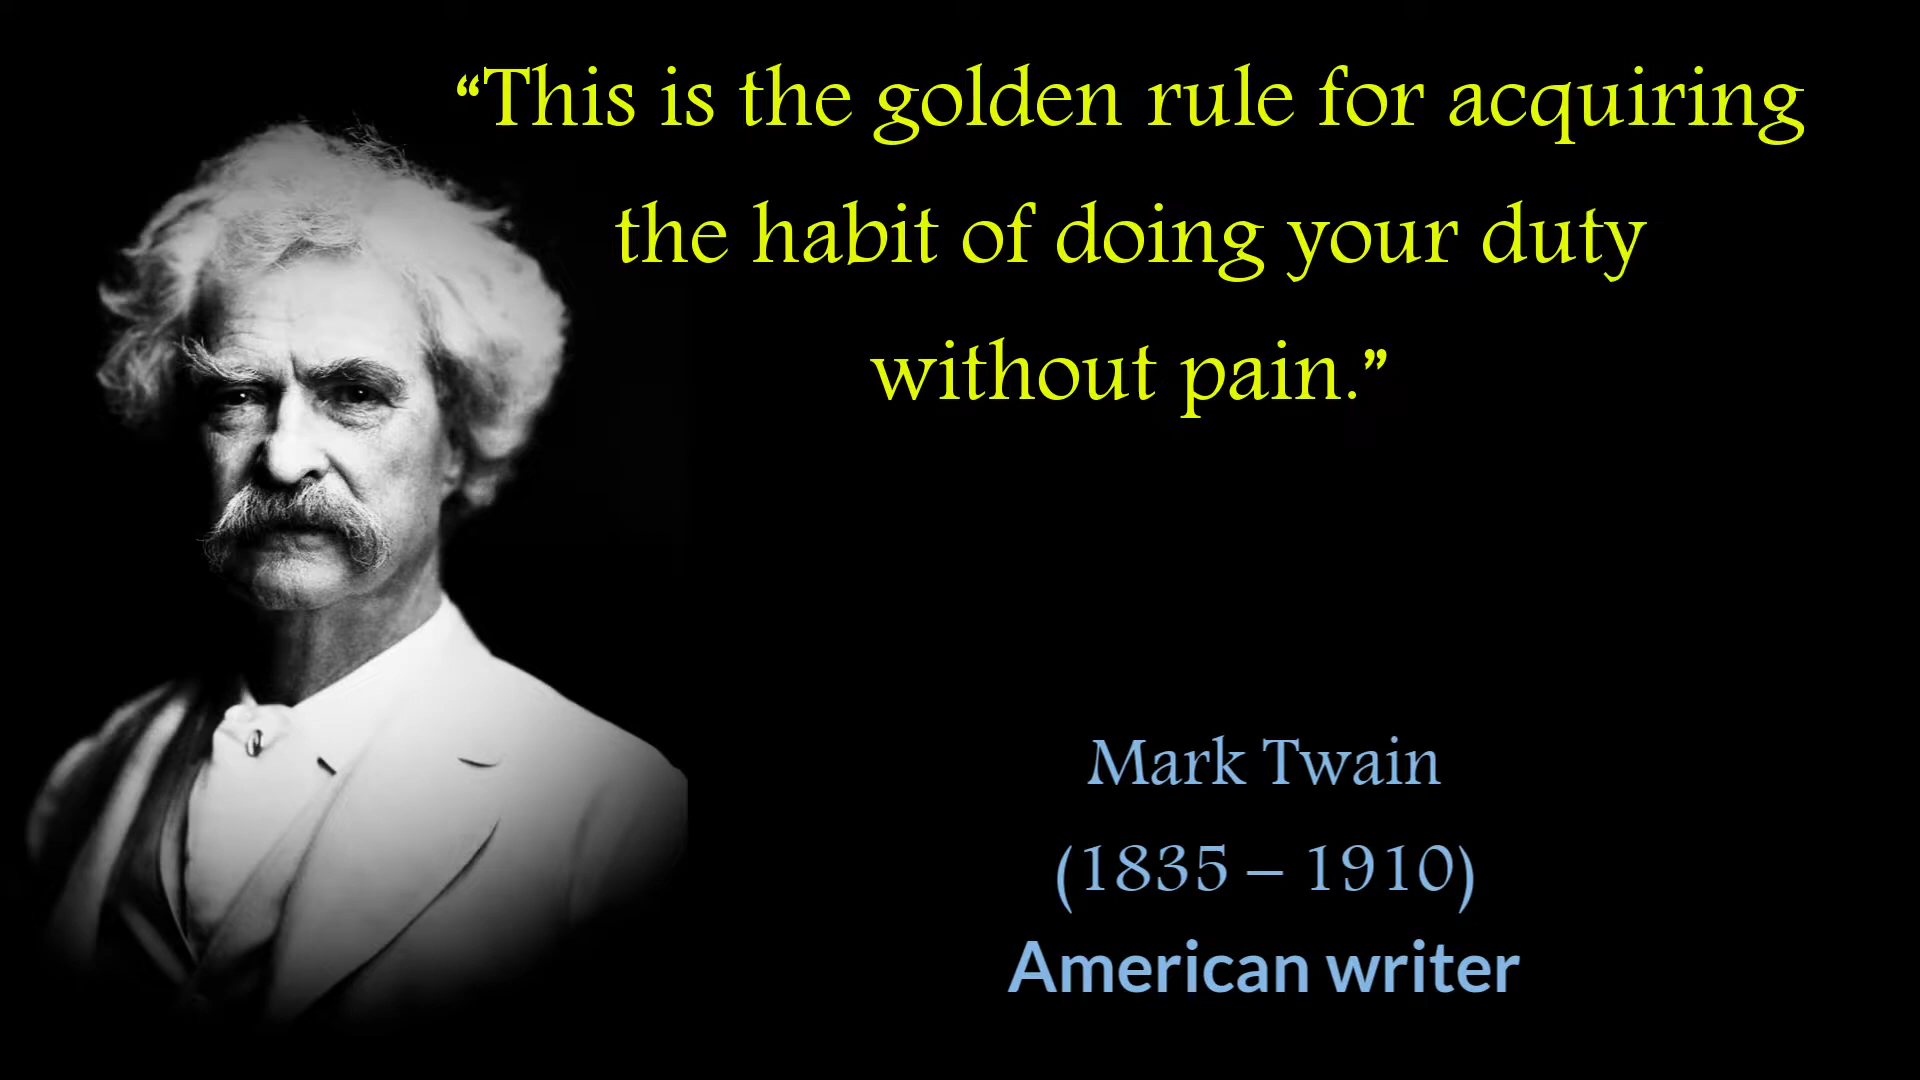 “This is the golden rule for acquiring
the habit of doing your duty
without pain.”
Mark Twain
(1835 – 1910)
American writer